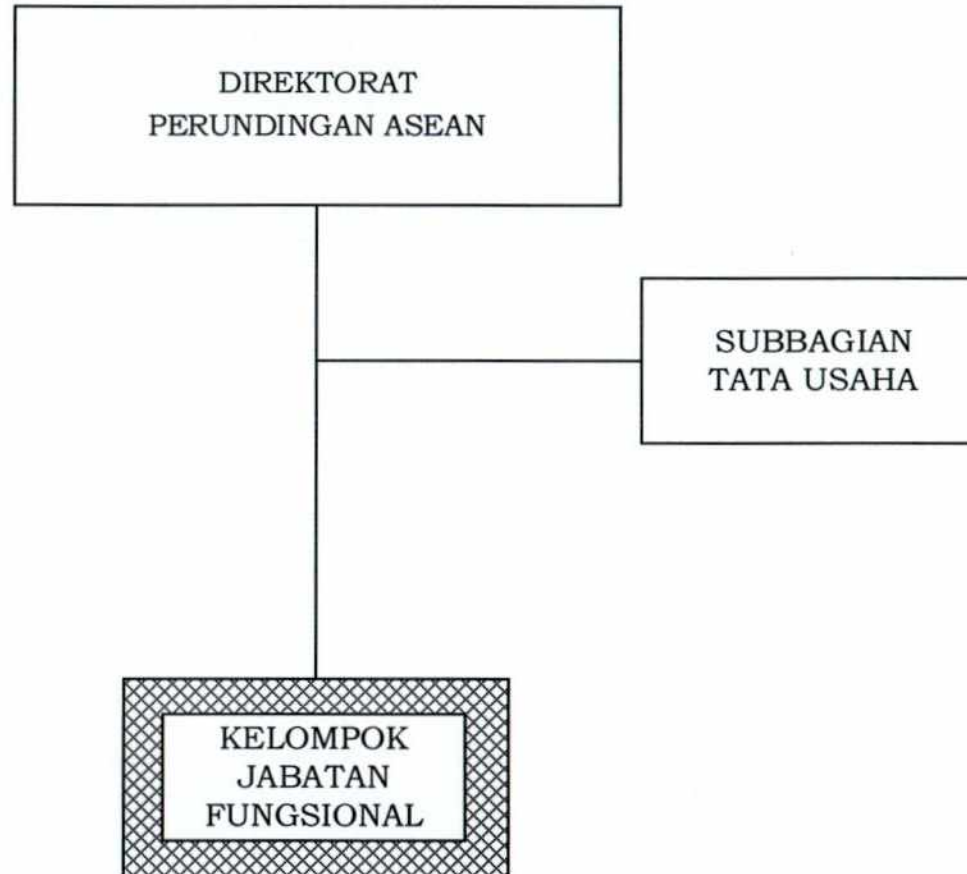 DIREKTORAT
PERUNDINGAN ASEAN
SUBBAGIAN
TATA USAHA
KELOMPOK
JABATAN
FUNGSIONAL